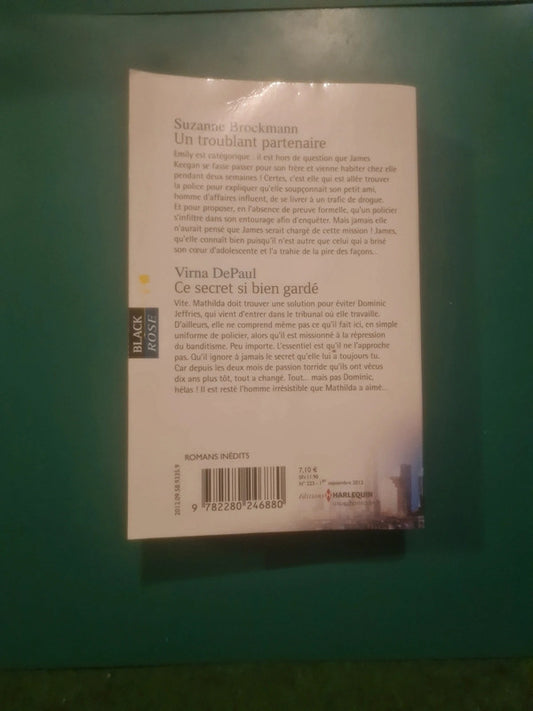 Suzanne Brockmann
Un troublant partenaire
Emily est catégorique : il est hors de question que James
Keegan se fasse passer pour son frère et vienne habiter chez elle
pendant deux semaines ! Certes, c'est elle qui est allée trouver
la police pour expliquer qu'elle soupçonnait son petit ami,
homme d'affaires influent, de se livrer à un trafic de drogue.
Et pour proposer, en l'absence de preuve formelle, qu'un policier
s'infiltre dans son entourage afin d'enquêter. Mais jamais elle
n'aurait pensé que James serait chargé de cette mission ! James,
qu'elle connaît bien puisqu'il n'est autre que celui qui a brisé
son cœur d'adolescente et l'a trahie de la pire des façons...
Virna DePaul
Ce secret si bien gardé
Vite. Mathilda doit trouver une solution pour éviter Dominic
Jeffries, qui vient d'entrer dans le tribunal où elle travaille.
D'ailleurs, elle ne comprend même pas ce qu'il fait ici, en simple
uniforme de policier, alors qu'il est missionné à la répression
du banditisme. Peu importe. L'essentiel est qu'il ne l'approche
pas. Qu'il ignore à jamais le secret qu'elle lui a toujours tu.
Car depuis les deux mois de passion torride qu'ils ont vécus
dix ans plus tôt, tout a changé. Tout... mais pas Dominic,
hélas ! Il est resté l'homme irrésistible que Mathilda a aimé...
BLACK
ROSE
ROMANS INÉDITS
7,10 €
N° 223 - 1er septembre 2012
éditions HARLEQUIN
2012.09.58.9335.9
9 782280 246880